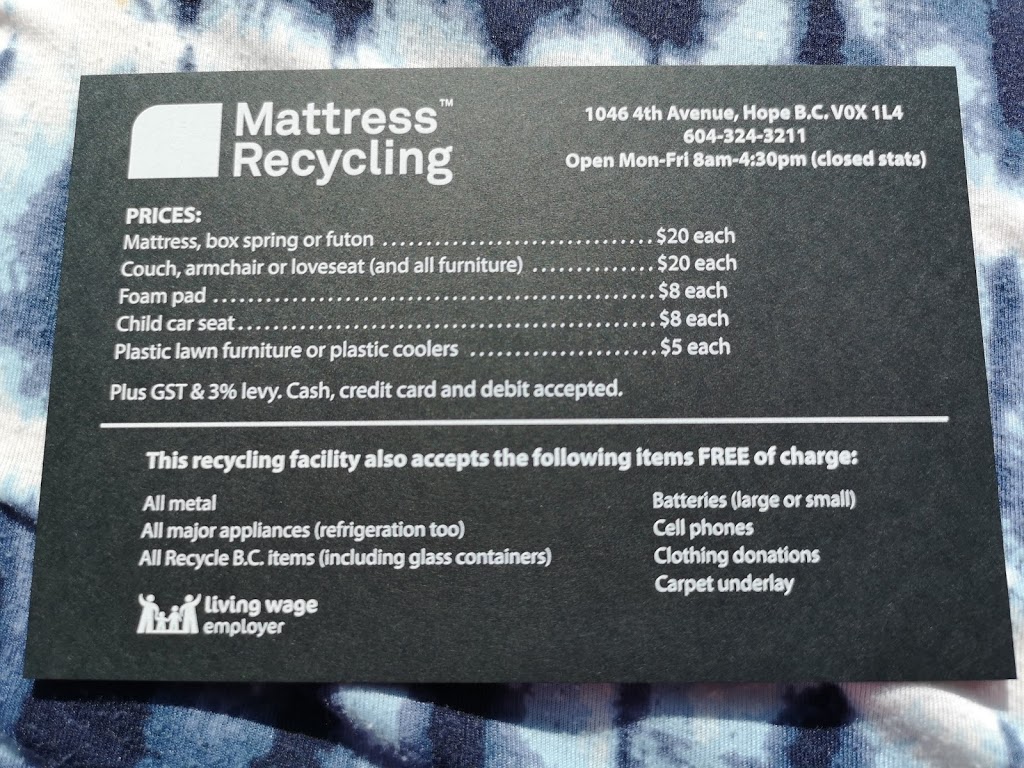 Mattress™
Recycling
1046 4th Avenue, Hope B.C. V0X 1L4
604-324-3211
Open Mon-Fri 8am-4:30pm (closed stats)
PRICES:
Mattress, box spring or futon ............................... $20 each
Couch, armchair or loveseat (and all furniture) .............. $20 each
Foam pad ................................................... $8 each
Child car seat ................................................ $8 each
Plastic lawn furniture or plastic coolers ...................... $5 each
Plus GST & 3% levy. Cash, credit card and debit accepted.
This recycling facility also accepts the following items FREE of charge:
All metal
All major appliances (refrigeration too)
All Recycle B.C. items (including glass containers)
Batteries (large or small)
Cell phones
Clothing donations
Carpet underlay
living wage
employer